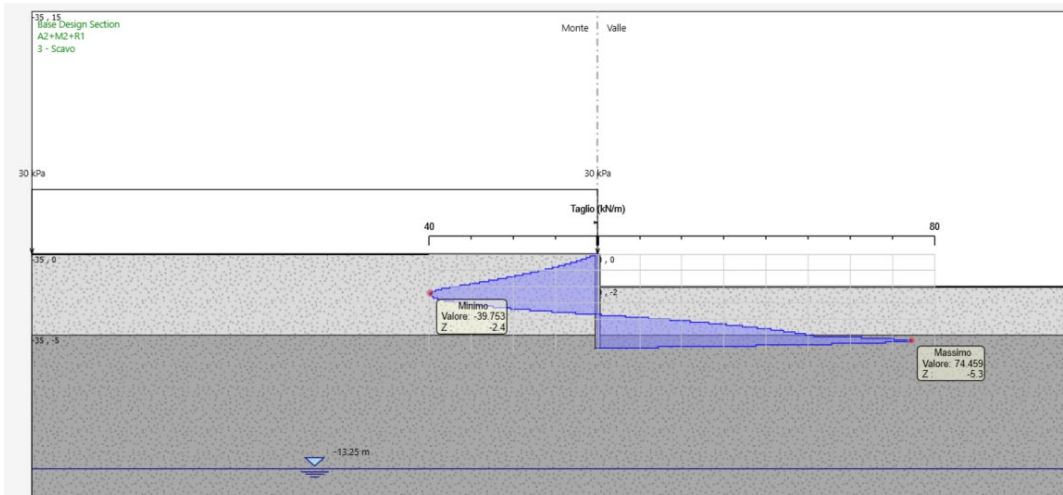 -35, 15
Base Design Section
A2+M2+R1
3 - Scavo
Monte
Valle
30 kPa
30 kPa
Taglio (kN/m)
40
80
-35, 0
, 0
, -2
Minimo
Valore: -39.753
Z : -2.4
-35, -5
Massimo
Valore: 74.459
Z : -5.3
-13.25 m